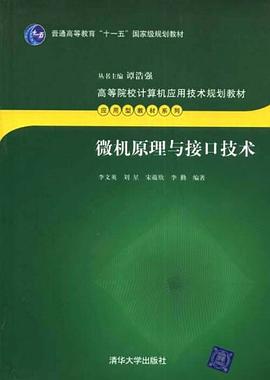 普通高等教育"十一五"国家级规划教材
丛书主编 谭浩强
高等院校计算机应用技术规划教材
应用型教材系列
微机原理与接口技术
李文英 刘星 宋蕴新 李勤 编著
清华大学出版社